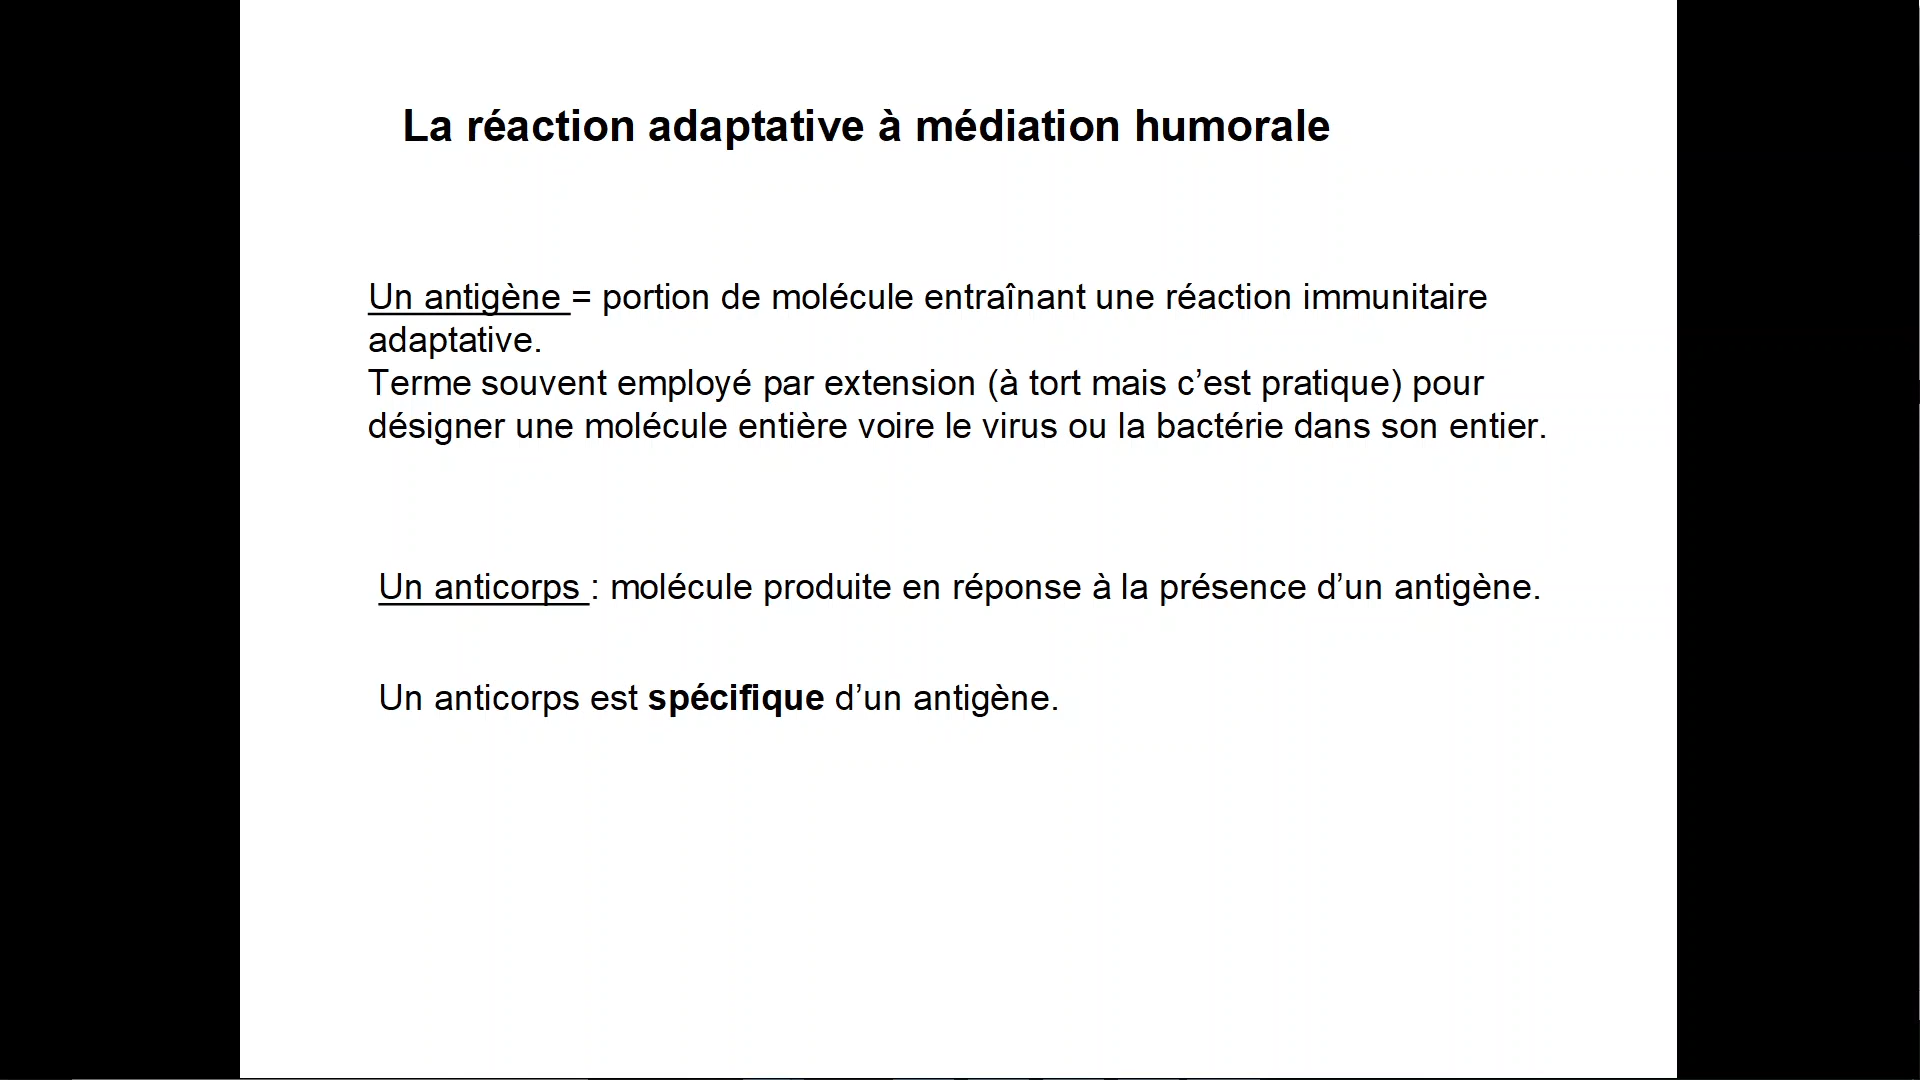 La réaction adaptative à médiation humorale
Un antigène = portion de molécule entraînant une réaction immunitaire
adaptative.
Terme souvent employé par extension (à tort mais c’est pratique) pour
désigner une molécule entière voire le virus ou la bactérie dans son entier.
Un anticorps : molécule produite en réponse à la présence d’un antigène.
Un anticorps est spécifique d’un antigène.